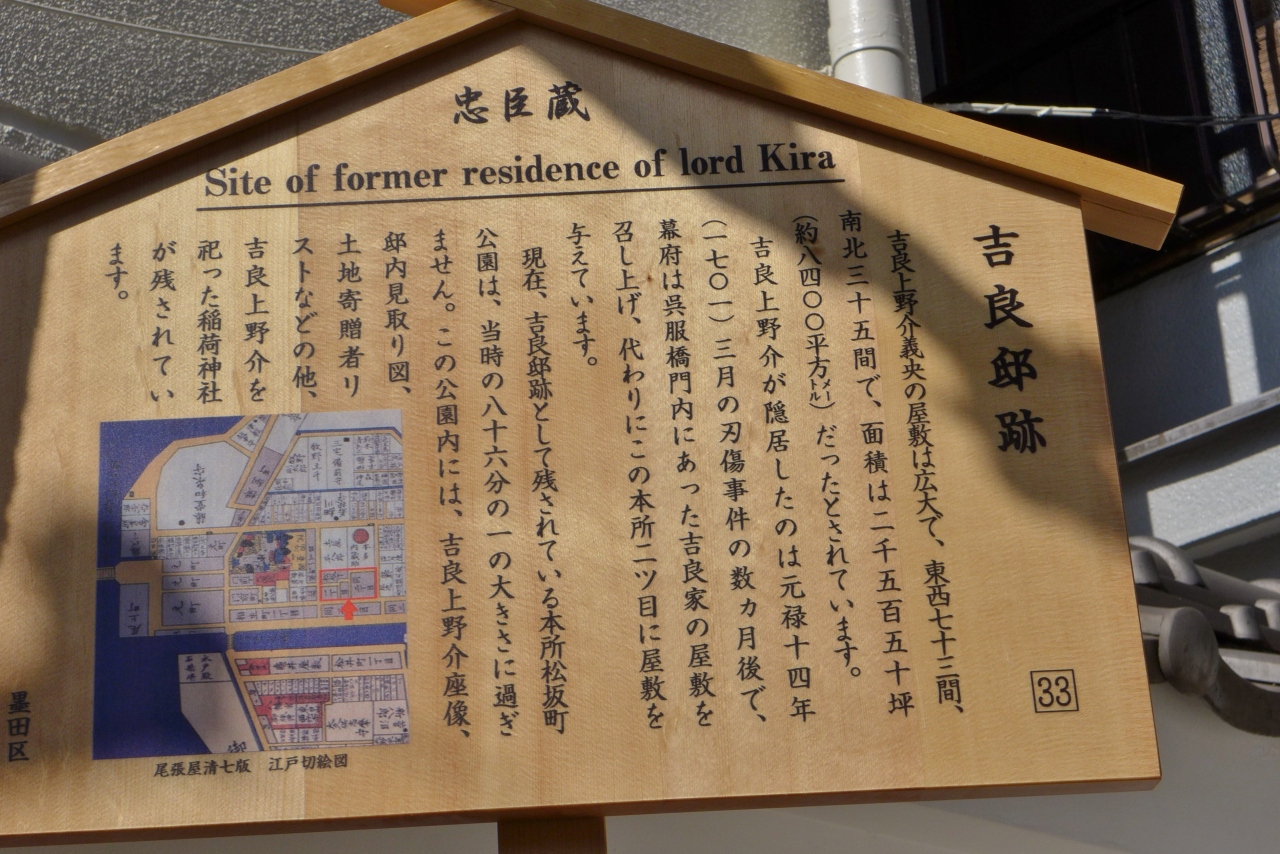 忠臣蔵
Site of former residence of lord Kira
吉良邸跡
33
吉良上野介義央の屋敷は広大で、東西七十三間、
南北三十五間で、面積は二千五百五十坪
(約八四〇〇平方メートル)だったとされています。
吉良上野介が隠居したのは元禄十四年
(一七〇一)三月の刃傷事件の数カ月後で、
幕府は呉服橋門内にあった吉良家の屋敷を
召し上げ、代わりにこの本所二ツ目に屋敷を
与えています。
現在、吉良邸跡として残されている本所松坂町
公園は、当時の八十六分の一の大きさに過ぎ
ません。この公園内には、吉良上野介座像、
邸内見取り図、
土地寄贈者リ
ストなどの他、
吉良上野介を
祀った稲荷神社
が残されてい
ます。
尾張屋清七版 江戸切絵図
墨田区